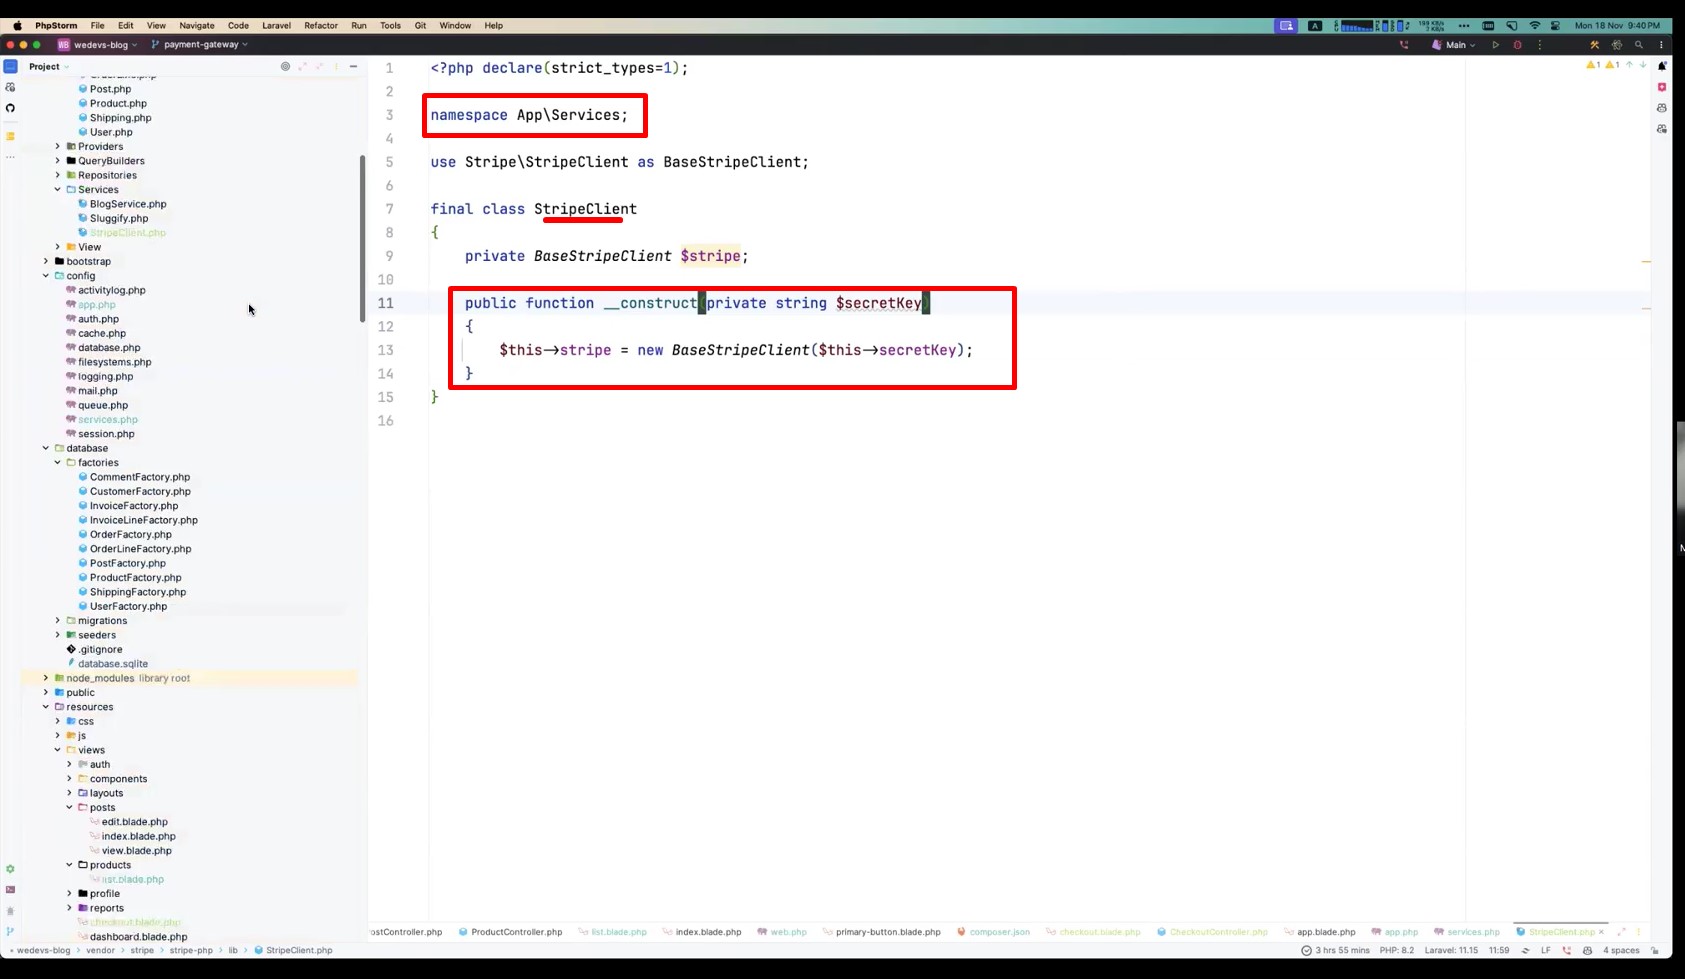 PhpStorm File Edit View Navigate Code Laravel Refactor Run Tools Git Window Help
A
199 KB/s
7 KB/s
Mon 18 Nov 9:40 PM
WB wedevs-blog payment-gateway
Main
Project
Post.php
Product.php
Shipping.php
User.php
Providers
QueryBuilders
Repositories
Services
BlogService.php
Sluggify.php
StripeClient.php
View
bootstrap
config
activitylog.php
app.php
auth.php
cache.php
database.php
filesystems.php
logging.php
mail.php
queue.php
services.php
session.php
database
factories
CommentFactory.php
CustomerFactory.php
InvoiceFactory.php
InvoiceLineFactory.php
OrderFactory.php
OrderLineFactory.php
PostFactory.php
ProductFactory.php
ShippingFactory.php
UserFactory.php
migrations
seeders
.gitignore
database.sqlite
node_modules library root
public
resources
css
js
views
auth
components
layouts
posts
edit.blade.php
index.blade.php
view.blade.php
products
list.blade.php
profile
reports
checkout.blade.php
dashboard.blade.php
1 <?php declare(strict_types=1);
2
3 namespace App\Services;
4
5 use Stripe\StripeClient as BaseStripeClient;
6
7 final class StripeClient
8 {
9 private BaseStripeClient $stripe;
10
11 public function __construct(private string $secretKey)
12 {
13 $this→stripe = new BaseStripeClient($this→secretKey);
14 }
15 }
16
1 1
ostController.php ProductController.php list.blade.php index.blade.php web.php primary-button.blade.php composer.json checkout.blade.php CheckoutController.php app.blade.php app.php services.php StripeClient.php
wedevs-blog > vendor > stripe > stripe-php > lib > StripeClient.php
3 hrs 55 mins PHP: 8.2 Laravel: 11.15 11:59 LF 4 spaces